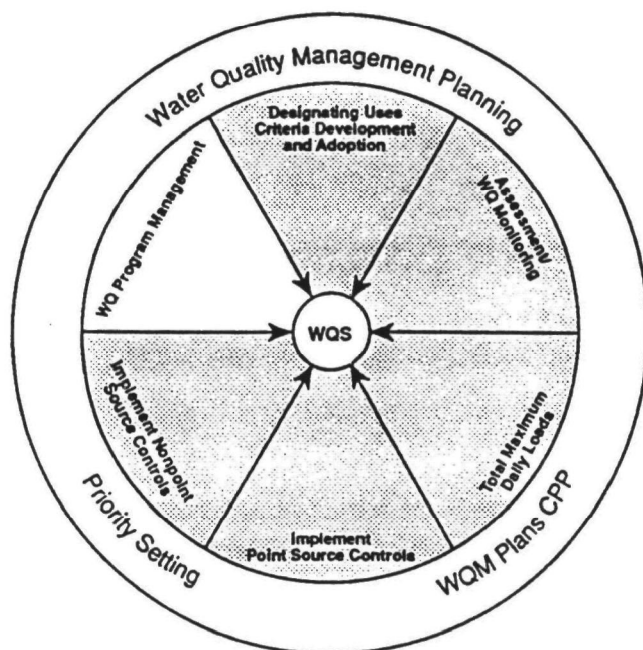 Water Quality Management Planning
Designating Uses
Criteria Development
and Adoption
Assessment/
WQ Monitoring
Total Maximum
Daily Loads
Implement
Point Source Controls
Implement Nonpoint
Source Controls
WQ Program Management
WQS
Priority Setting
WQM Plans CPP